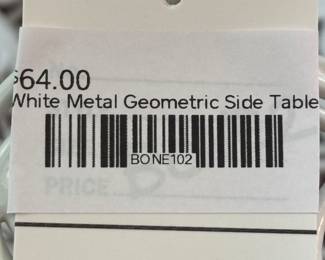 $64.00
White Metal Geometric Side Table
BONE102
PRICE